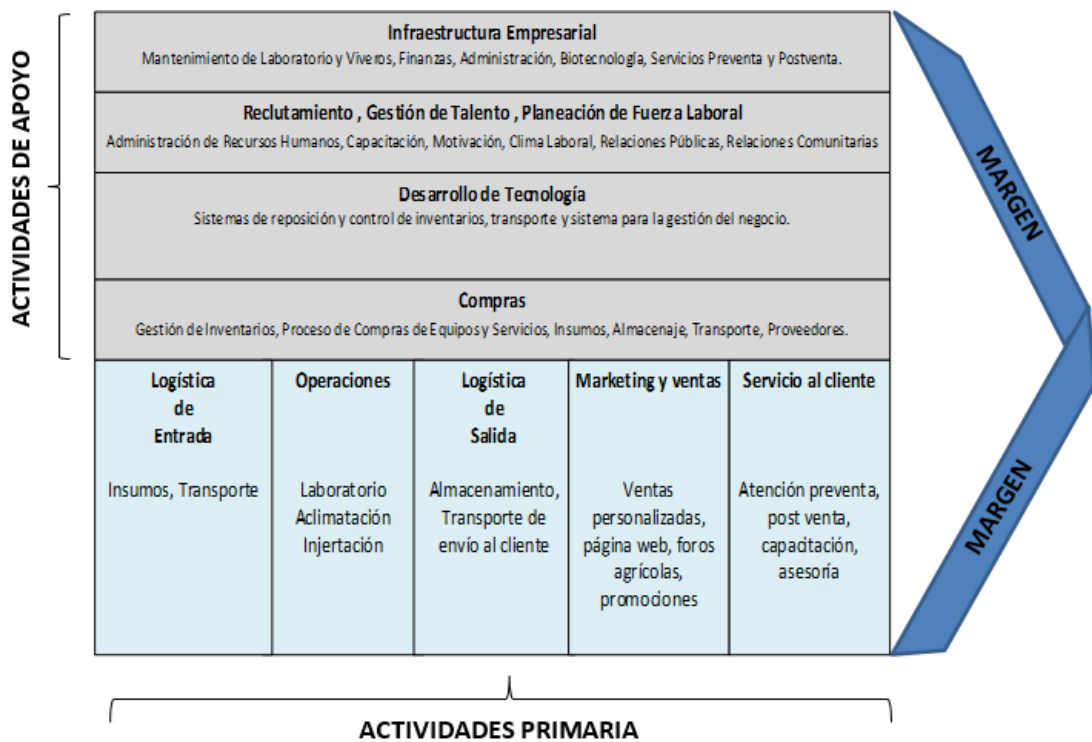 ACTIVIDADES DE APOYO
Infraestructura Empresarial
Mantenimiento de Laboratorio y Viveros, Finanzas, Administración, Biotecnología, Servicios Preventa y Postventa.
Reclutamiento , Gestión de Talento , Planeación de Fuerza Laboral
Administración de Recursos Humanos, Capacitación, Motivación, Clima Laboral, Relaciones Públicas, Relaciones Comunitarias
Desarrollo de Tecnología
Sistemas de reposición y control de inventarios, transporte y sistema para la gestión del negocio.
Compras
Gestión de Inventarios, Proceso de Compras de Equipos y Servicios, Insumos, Almacenaje, Transporte, Proveedores.
Logística
de
Entrada
Insumos, Transporte
Operaciones
Laboratorio
Aclimatación
Injertación
Logística
de
Salida
Almacenamiento,
Transporte de
envío al cliente
Marketing y ventas
Ventas
personalizadas,
página web, foros
agrícolas,
promociones
Servicio al cliente
Atención preventa,
post venta,
capacitación,
asesoría
MARGEN
MARGEN
ACTIVIDADES PRIMARIA